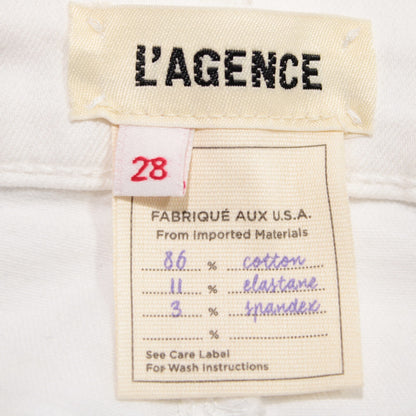 L'AGENCE
28
FABRIQUÉ AUX U.S.A.
From Imported Materials
86 % cotton
11 % elastane
3 % spandex
%
See Care Label
For Wash Instructions